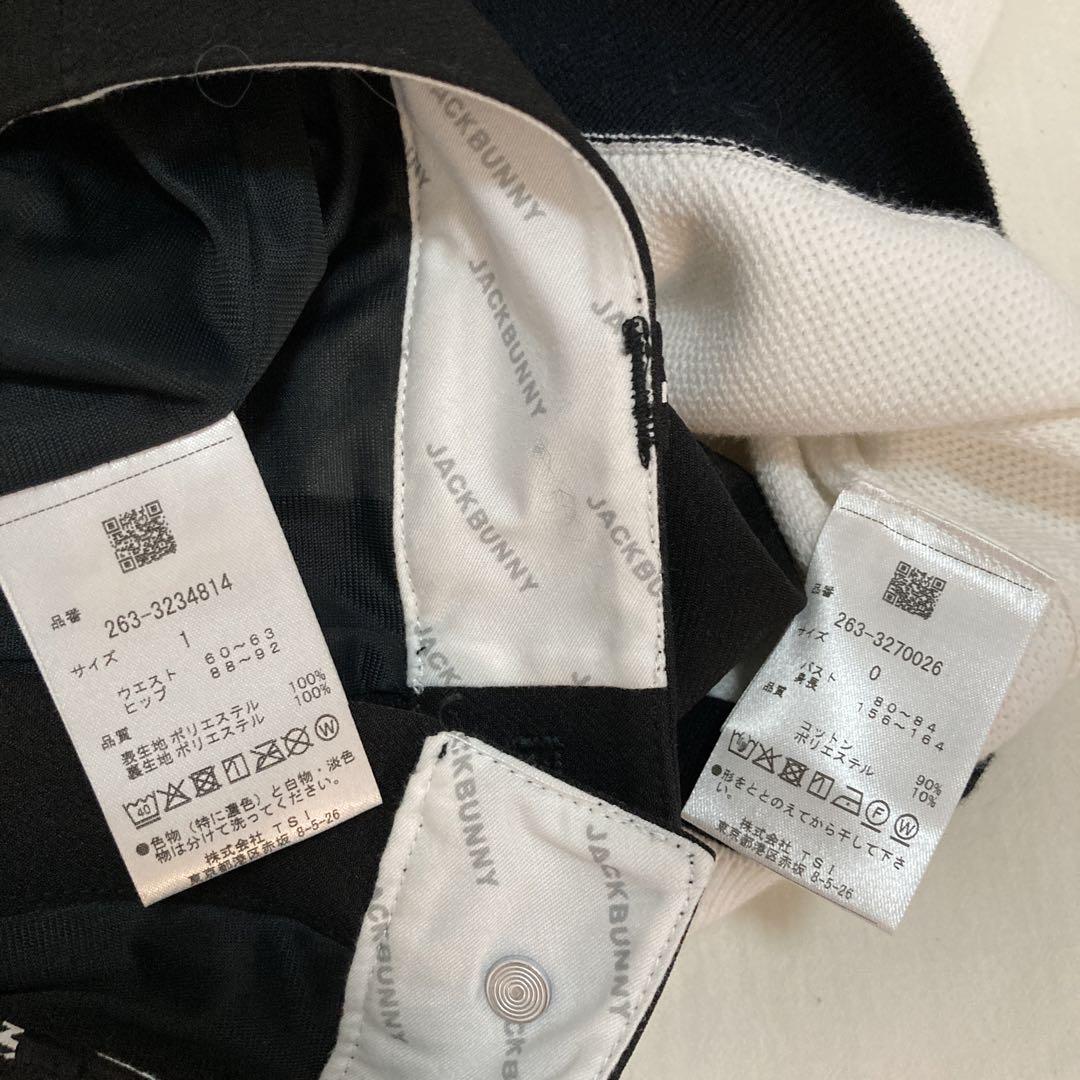 JACKBUNNY
JACKBUNNY
JACKBUNNY
JACKBUNNY
JACKBUNN
JACKBUNNY
JACKBUNNY
JACKBUNNY
品番
263-3234814
サイズ
1
ウエスト 60~63
ヒップ 88~92
品質
表生地 ポリエステル 100%
裏生地 ポリエステル 100%
40
W
●色物(特に濃色)と白物・淡色
物は分けて洗ってください。
株式会社 TSI
東京都港区赤坂 8-5-26
品番
263-3270026
サイズ
0
バスト 80~84
身長 156~164
品質
コットン 90%
ポリエステル 10%
F
W
●形をととのえてから干して下さ
い。
株式会社 TSI
東京都港区赤坂 8-5-26